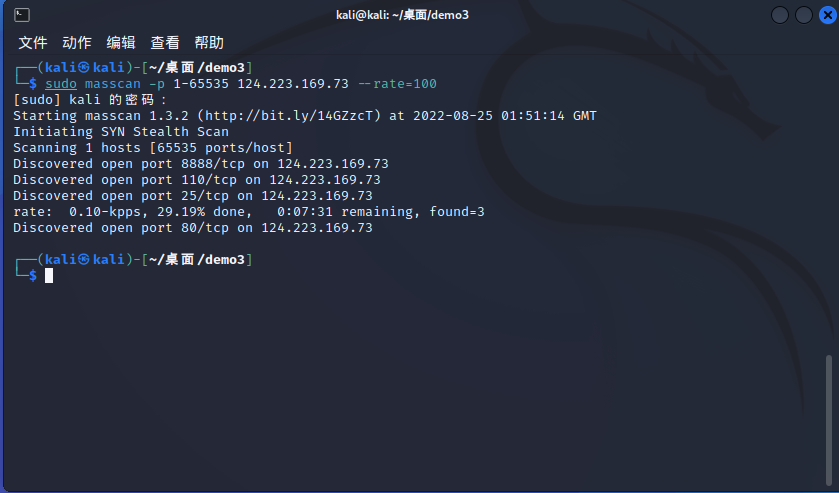 kali@kali: ~/桌面/demo3
文件 动作 编辑 查看 帮助
┌──(kali㉿kali)-[~/桌面/demo3]
└─$ sudo masscan -p 1-65535 124.223.169.73 --rate=100
[sudo] kali 的密码：
Starting masscan 1.3.2 (http://bit.ly/14GZzcT) at 2022-08-25 01:51:14 GMT
Initiating SYN Stealth Scan
Scanning 1 hosts [65535 ports/host]
Discovered open port 8888/tcp on 124.223.169.73
Discovered open port 110/tcp on 124.223.169.73
Discovered open port 25/tcp on 124.223.169.73
rate:  0.10-kpps, 29.19% done,   0:07:31 remaining, found=3
Discovered open port 80/tcp on 124.223.169.73
┌──(kali㉿kali)-[~/桌面/demo3]
└─$